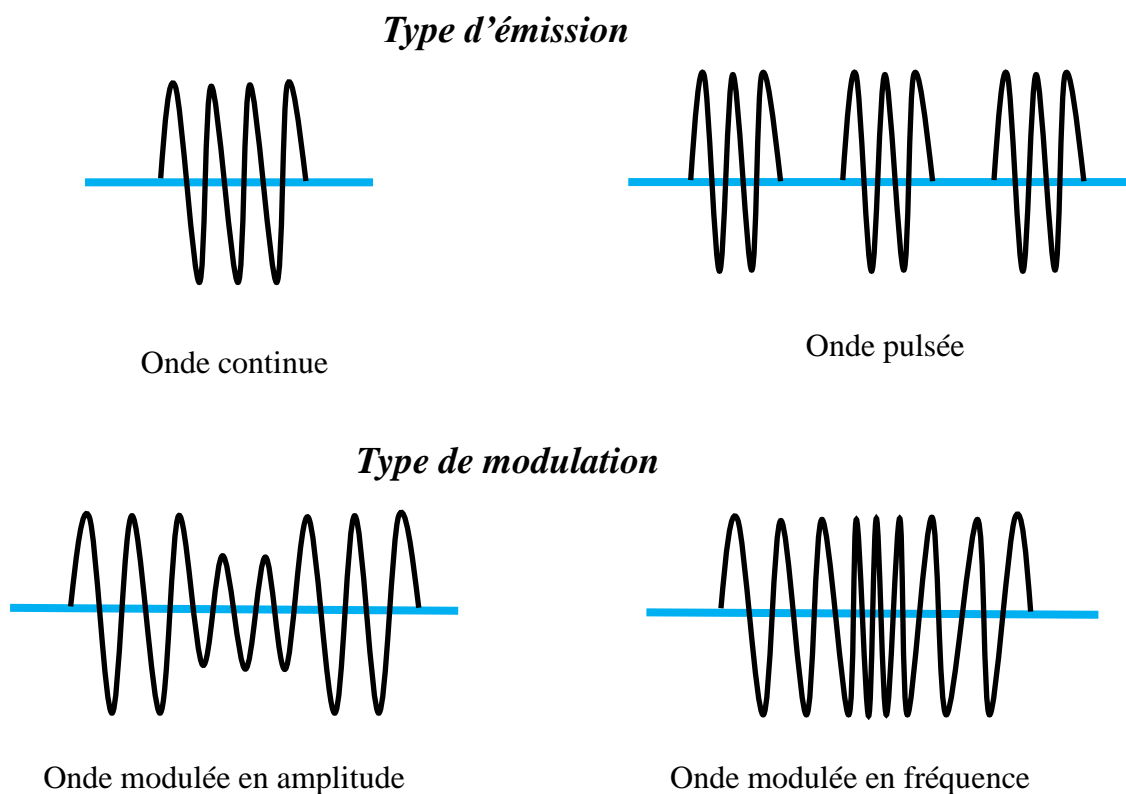 Type d’émission
Onde continue
Onde pulsée
Type de modulation
Onde modulée en amplitude
Onde modulée en fréquence